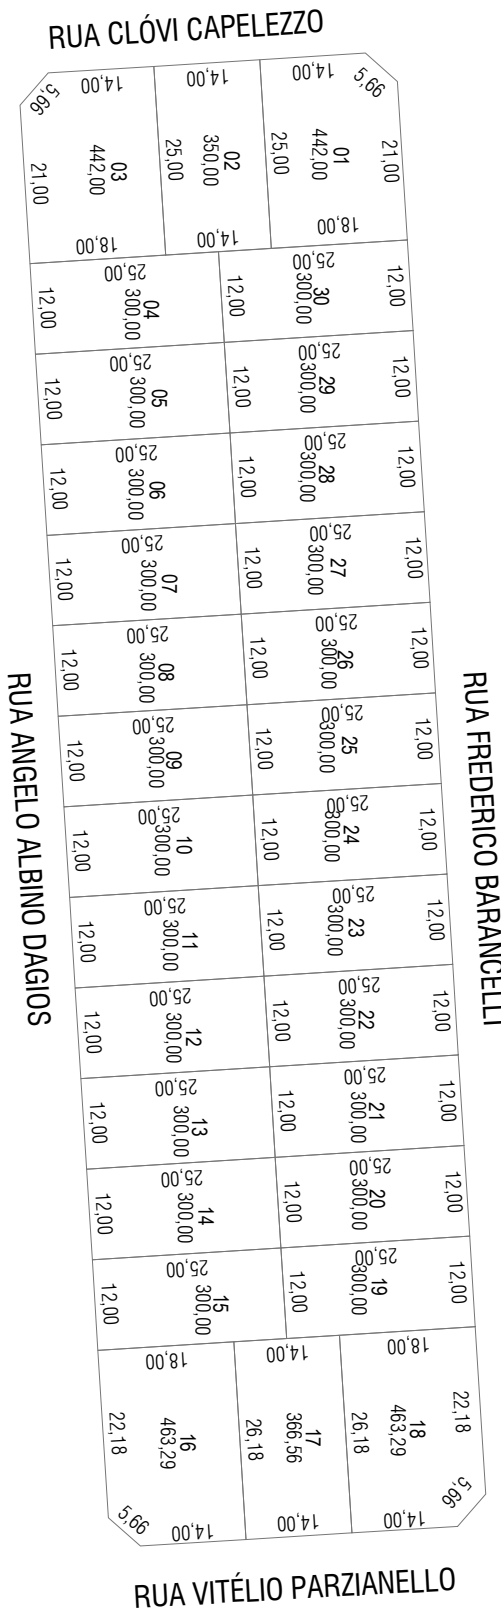 RUA CLÓVI CAPELEZZO
5,66 14,00 14,00 14,00 5,66
21,00 03 442,00 25,00 02 350,00 25,00 01 442,00 21,00
18,00 14,00 18,00
25,00 25,00
12,00 04 300,00 12,00 30 300,00 12,00
25,00 25,00
12,00 05 300,00 12,00 29 300,00 12,00
25,00 25,00
12,00 06 300,00 12,00 28 300,00 12,00
25,00 25,00
12,00 07 300,00 12,00 27 300,00 12,00
25,00 25,00
12,00 08 300,00 12,00 26 300,00 12,00
25,00 25,00
12,00 09 300,00 12,00 25 300,00 12,00
25,00 25,00
12,00 10 300,00 12,00 24 300,00 12,00
25,00 25,00
12,00 11 300,00 12,00 23 300,00 12,00
25,00 25,00
12,00 12 300,00 12,00 22 300,00 12,00
25,00 25,00
12,00 13 300,00 12,00 21 300,00 12,00
25,00 25,00
12,00 14 300,00 12,00 20 300,00 12,00
25,00 25,00
12,00 15 300,00 12,00 19 300,00 12,00
18,00 14,00 18,00
22,18 16 463,29 26,18 17 366,56 26,18 18 463,29 22,18
5,66 14,00 14,00 14,00 5,66
RUA ANGELO ALBINO DAGIOS
RUA FREDERICO BARANCELLI
RUA VITÉLIO PARZIANELLO